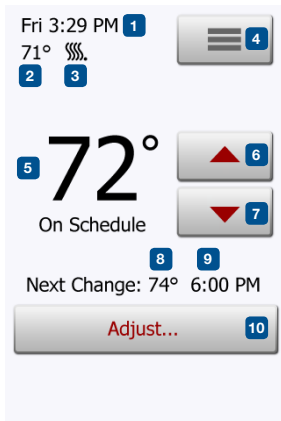 Fri 3:29 PM 1
4
71°
2 3
5 72° 6
On Schedule 7
8 9
Next Change: 74° 6:00 PM
Adjust... 10